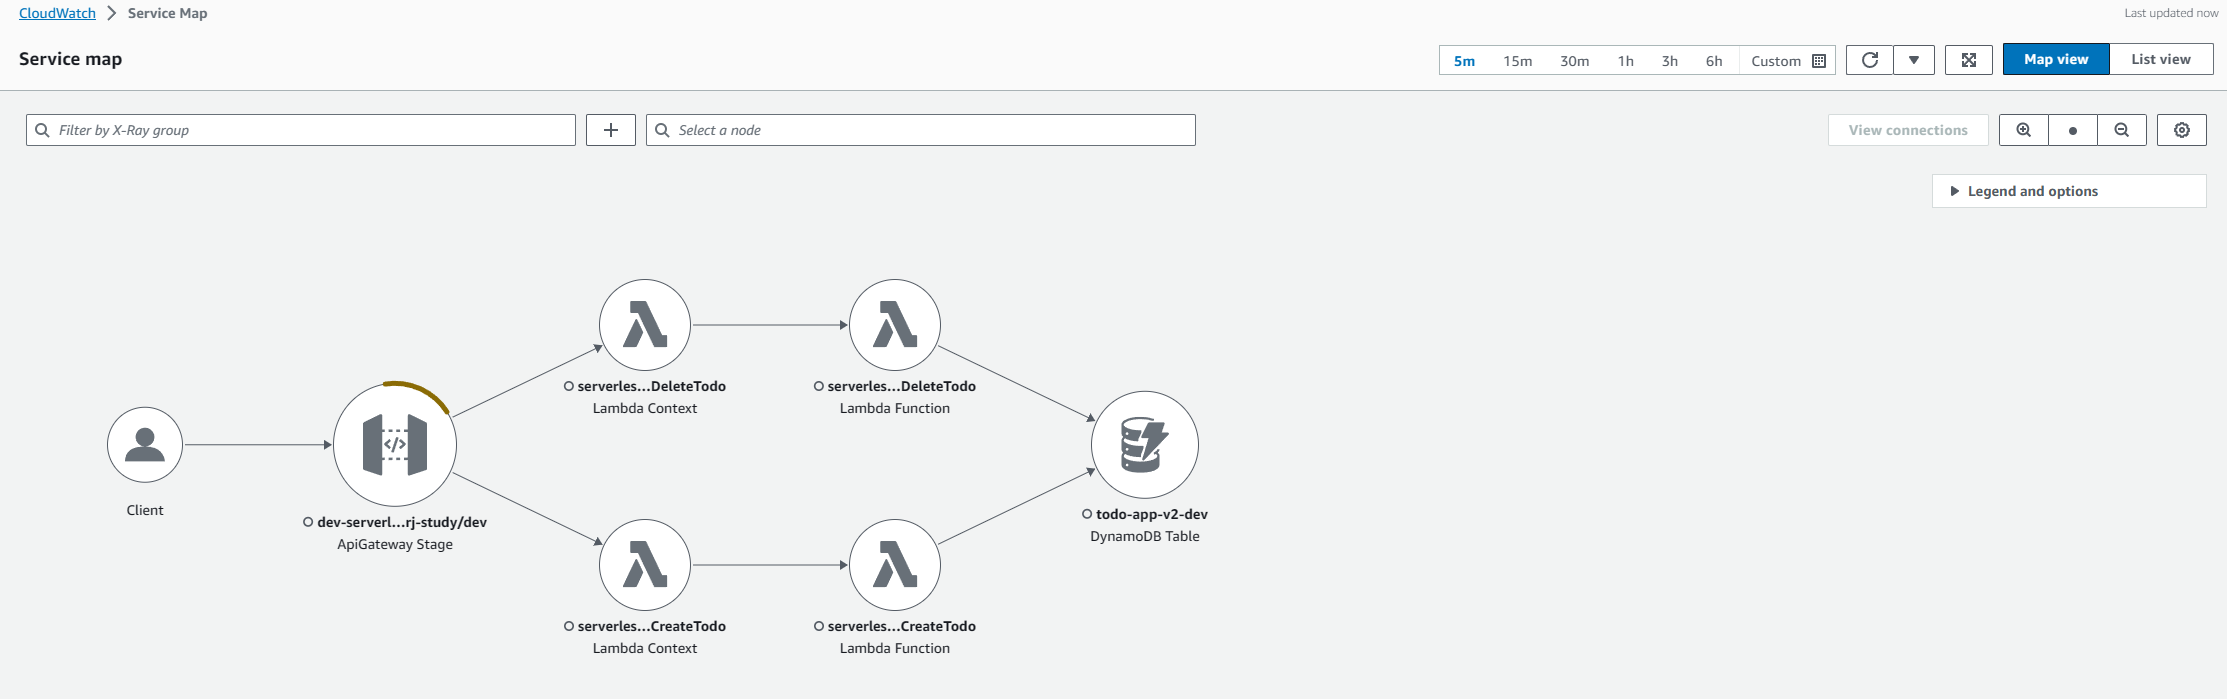 CloudWatch > Service Map
Last updated now
Service map
5m 15m 30m 1h 3h 6h Custom
Map view
List view
Filter by X-Ray group
Select a node
View connections
Legend and options
serverles...DeleteTodo
Lambda Context
serverles...DeleteTodo
Lambda Function
Client
</>
dev-serverl...rj-study/dev
ApiGateway Stage
todo-app-v2-dev
DynamoDB Table
serverles...CreateTodo
Lambda Context
serverles...CreateTodo
Lambda Function